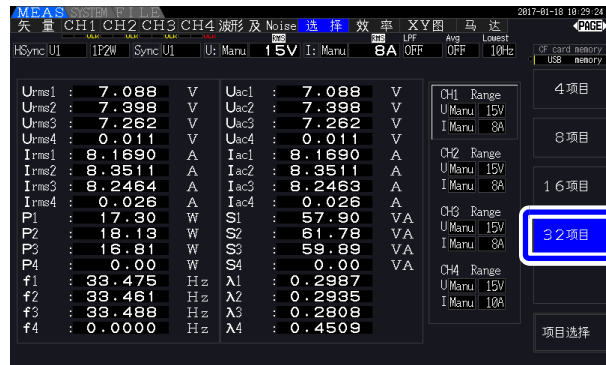 MEAS SYSTEM FILE 2017-01-18 10:29:24
矢 量 CH1 CH2 CH3 CH4 波形 及 Noise 选 择 效 率 XY图 马 达 PAGE
ULK ULK ULK RMS RMS LPF Avg Lowest
HSync U1 1P2W Sync U1 U: Manu 15V I: Manu 8A OFF OFF 10Hz
CF card memory
USB memory
Urms1 : 7.088 V Uac1 : 7.088 V
Urms2 : 7.398 V Uac2 : 7.398 V
Urms3 : 7.262 V Uac3 : 7.262 V
Urms4 : 0.011 V Uac4 : 0.011 V
Irms1 : 8.1690 A Iac1 : 8.1690 A
Irms2 : 8.3511 A Iac2 : 8.3511 A
Irms3 : 8.2464 A Iac3 : 8.2463 A
Irms4 : 0.026 A Iac4 : 0.026 A
P1 : 17.30 W S1 : 57.90 VA
P2 : 18.13 W S2 : 61.78 VA
P3 : 16.81 W S3 : 59.89 VA
P4 : 0.00 W S4 : 0.00 VA
f1 : 33.475 Hz λ1 : 0.2987
f2 : 33.461 Hz λ2 : 0.2935
f3 : 33.488 Hz λ3 : 0.2808
f4 : 0.0000 Hz λ4 : 0.4509
CH1 Range
U Manu 15V
I Manu 8A
CH2 Range
U Manu 15V
I Manu 8A
CH3 Range
U Manu 15V
I Manu 8A
CH4 Range
U Manu 15V
I Manu 10A
4项目
8项目
16项目
32项目
项目选择